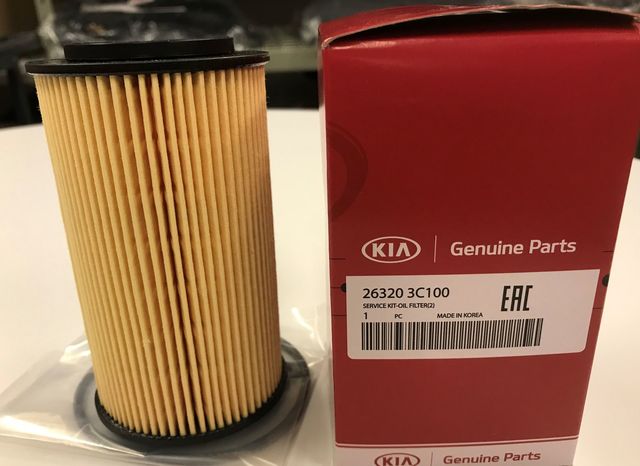 KIA Genuine Parts
26320 3C100
SERVICE KIT-OIL FILTER(2)
EAC
1 PC MADE IN KOREA
KIA Genuine Parts